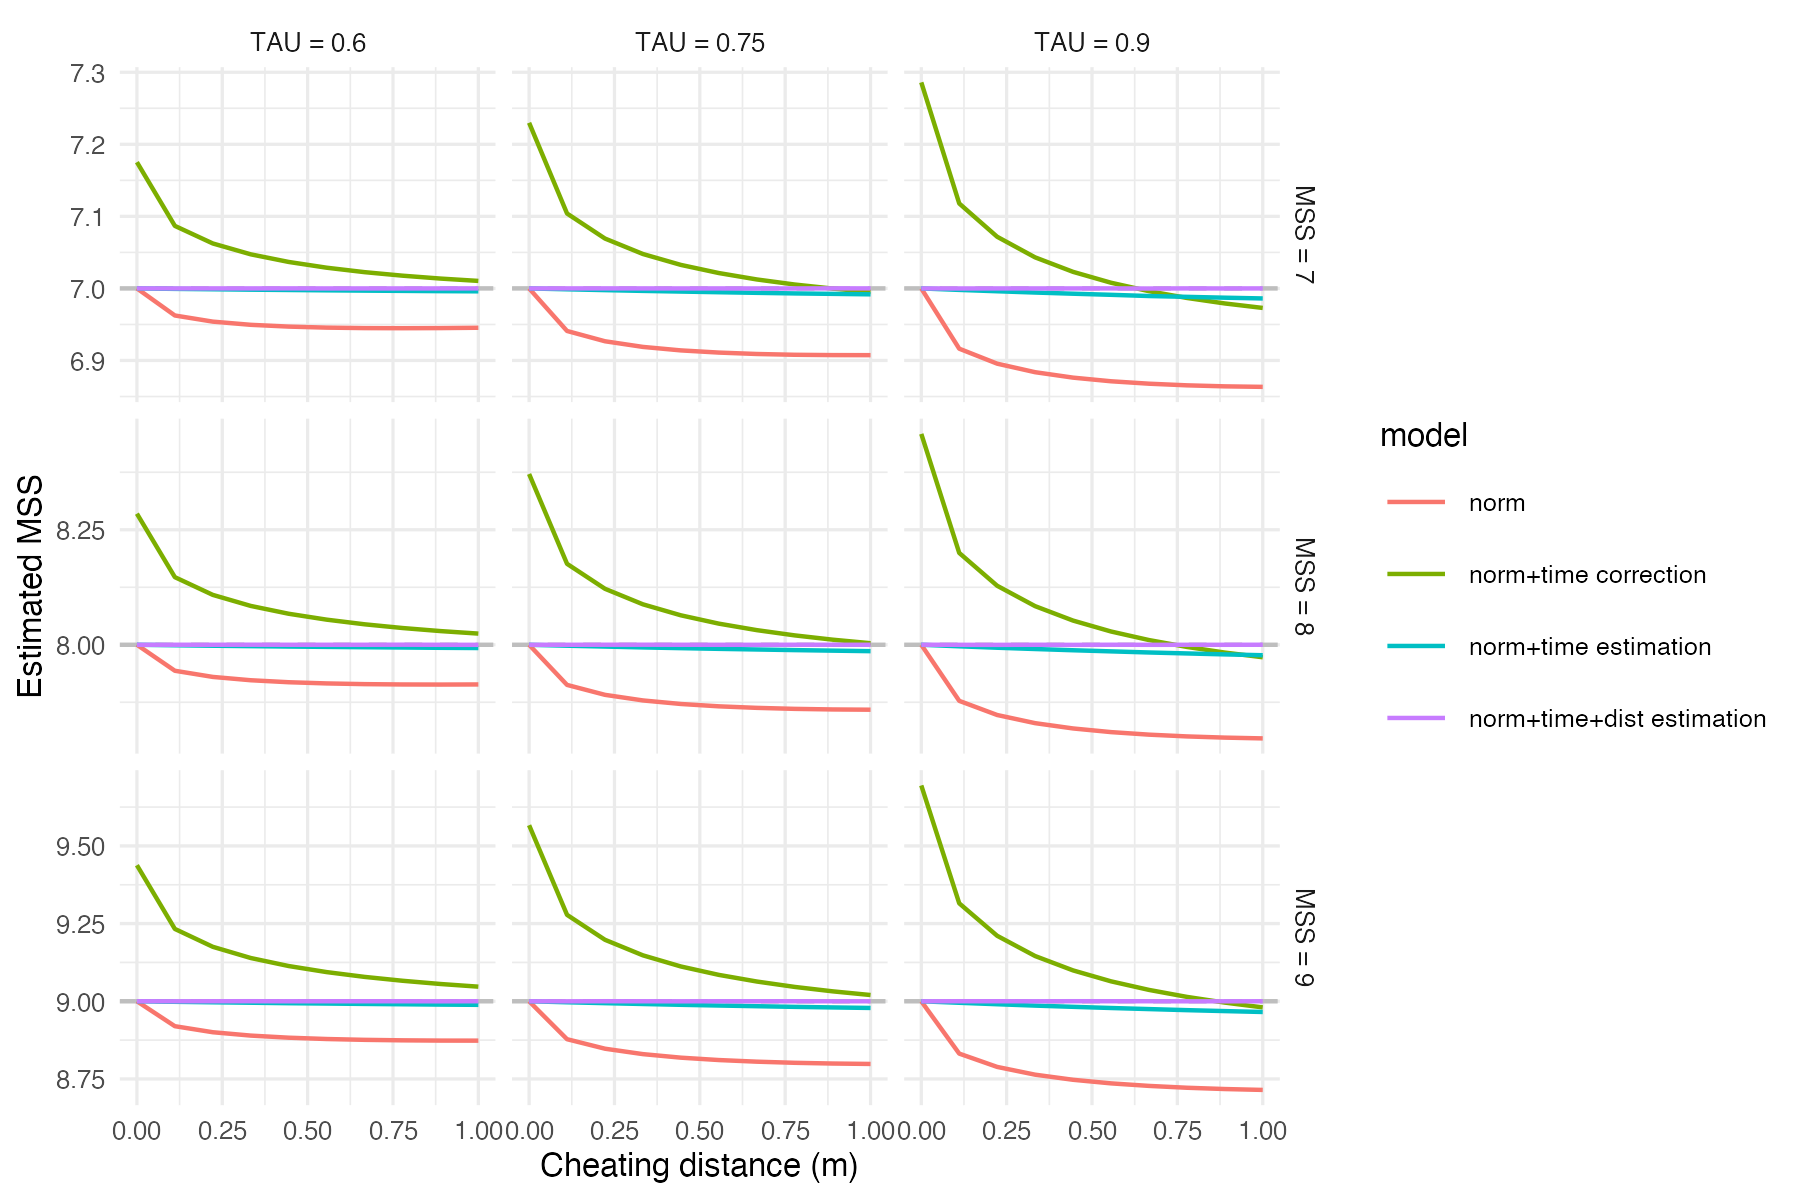 TAU = 0.6
TAU = 0.75
TAU = 0.9
7.3
7.2
7.1
7.0
6.9
MSS = 7
8.25
8.00
MSS = 8
9.50
9.25
9.00
8.75
MSS = 9
0.00 0.25 0.50 0.75 1.00 0.00 0.25 0.50 0.75 1.00 0.00 0.25 0.50 0.75 1.00
Cheating distance (m)
Estimated MSS
model
norm
norm+time correction
norm+time estimation
norm+time+dist estimation